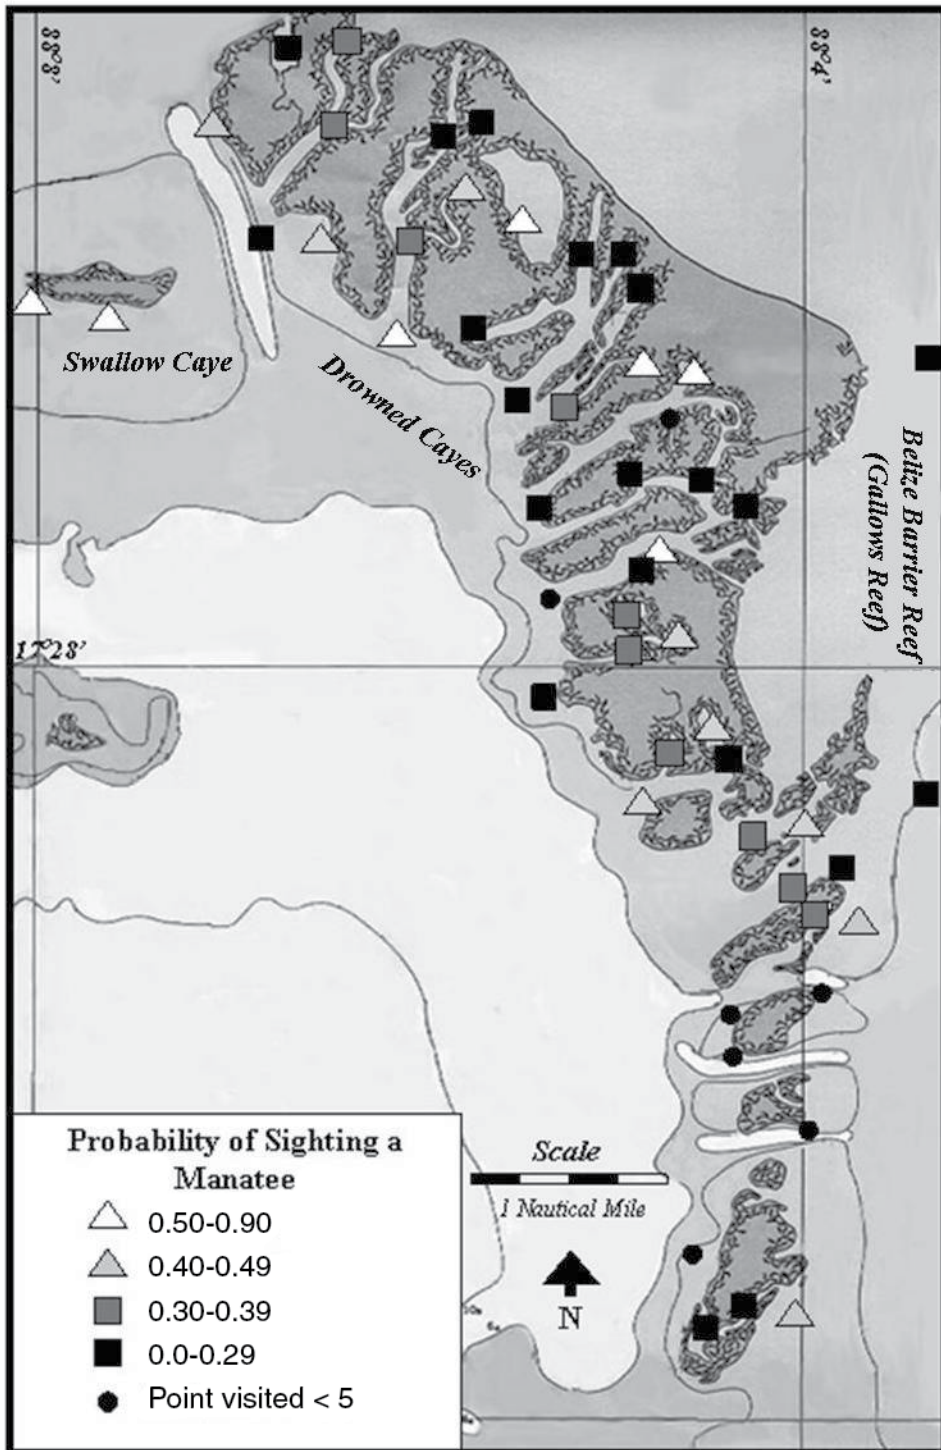 88°8'
88°4'
Swallow Caye
Drowned Cayes
Belize Barrier Reef
(Gallows Reef)
17°28'
Probability of Sighting a
Manatee
0.50-0.90
0.40-0.49
0.30-0.39
0.0-0.29
Point visited < 5
Scale
1 Nautical Mile
N